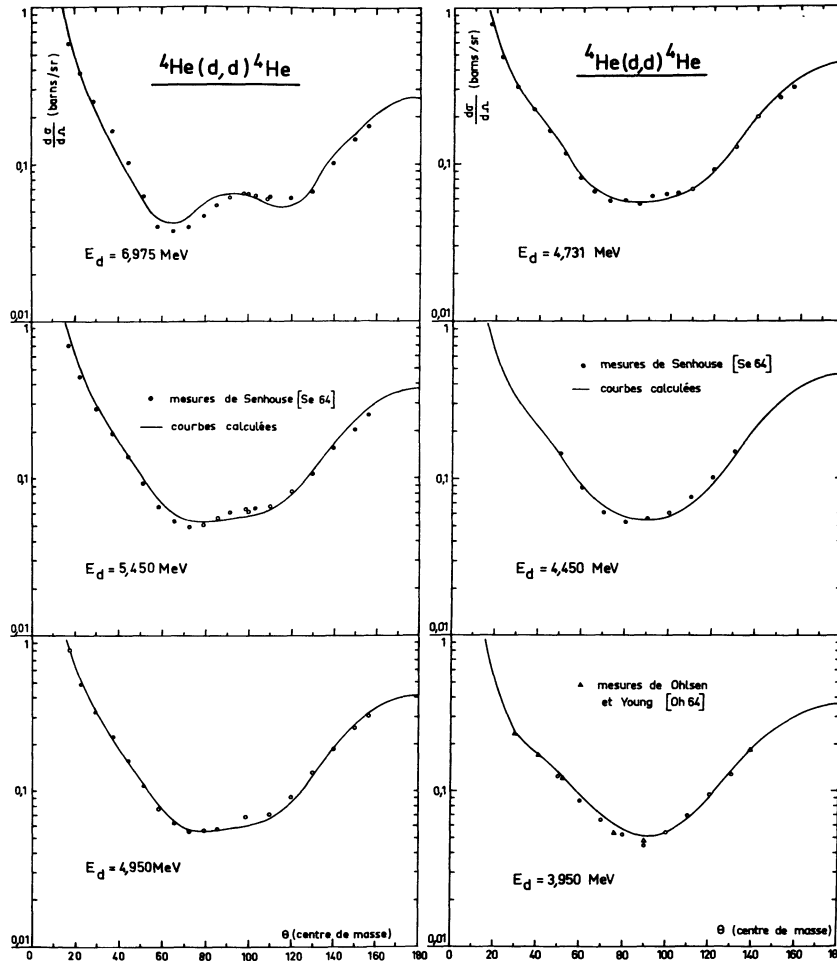 1
⁴He(d,d)⁴He
dσ/dΩ (barns/sr)
0,1
E_d = 6,975 MeV
0,01
1
⁴He(d,d)⁴He
dσ/dΩ (barns/sr)
0,1
E_d = 4,731 MeV
0,01
1
• mesures de Senhouse [Se 64]
— courbes calculées
0,1
E_d = 5,450 MeV
0,01
1
• mesures de Senhouse [Se 64]
— courbes calculées
0,1
E_d = 4,450 MeV
0,01
1
0,1
E_d = 4,950 MeV
θ (centre de masse)
0,01
0 20 40 60 80 100 120 140 160 180
1
▲ mesures de Ohlsen
et Young [Oh 64]
0,1
E_d = 3,950 MeV
θ (centre de masse)
0,01
0 20 40 60 80 100 120 140 160 180